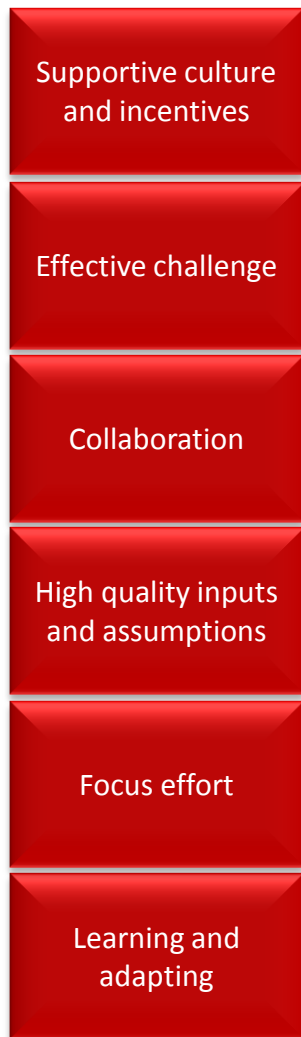 Supportive culture
and incentives
Effective challenge
Collaboration
High quality inputs
and assumptions
Focus effort
Learning and
adapting